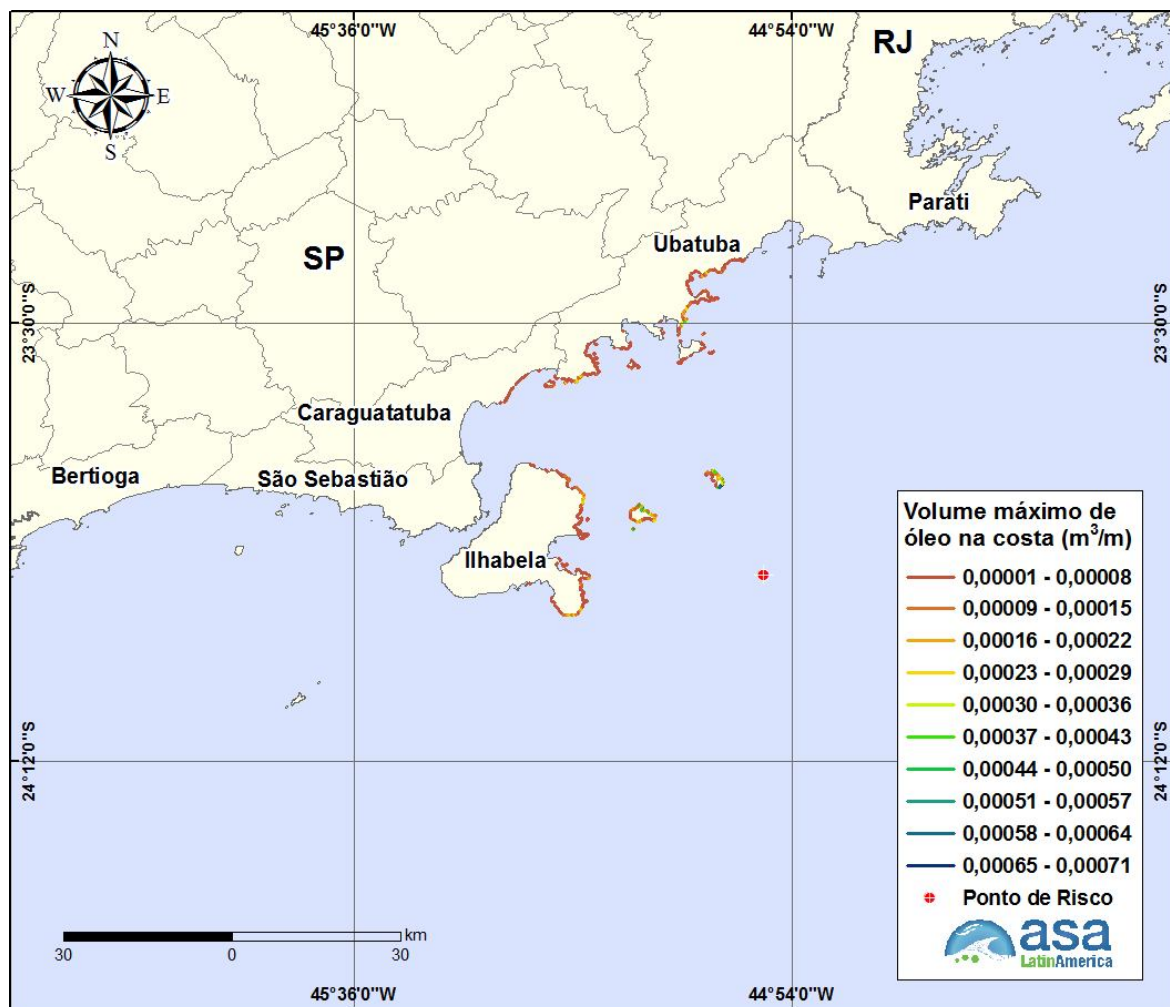 45°36'0"W
44°54'0"W
RJ
N
W
E
S
Parati
Ubatuba
SP
23°30'0"S
23°30'0"S
Caraguatatuba
Bertioga
São Sebastião
Ilhabela
Volume máximo de
óleo na costa (m³/m)
0,00001 - 0,00008
0,00009 - 0,00015
0,00016 - 0,00022
0,00023 - 0,00029
0,00030 - 0,00036
0,00037 - 0,00043
0,00044 - 0,00050
0,00051 - 0,00057
0,00058 - 0,00064
0,00065 - 0,00071
Ponto de Risco
asa
LatinAmerica
24°12'0"S
24°12'0"S
km
30 0 30
45°36'0"W
44°54'0"W